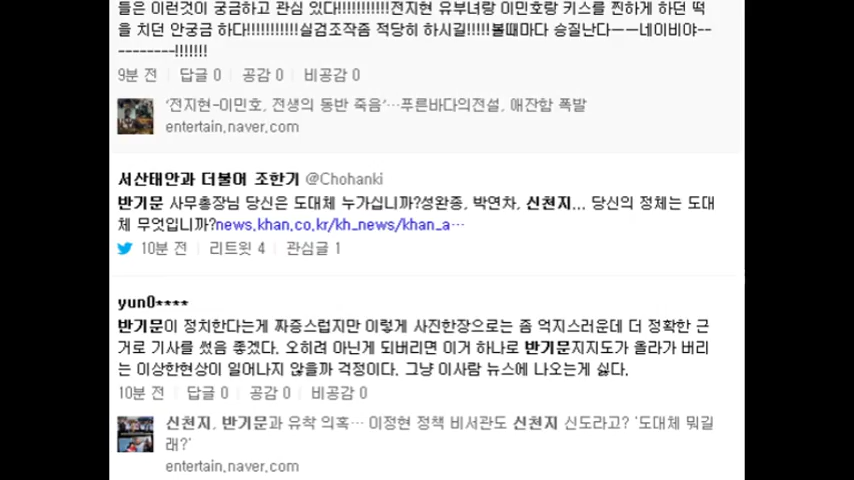 들은 이런것이 궁금하고 관심 있다!!!!!!!!!!!전지현 유부녀랑 이민호랑 키스를 찐하게 하던 떡
을 치던 안궁금 하다!!!!!!!!!!!실검조작좀 적당히 하시길!!!!!볼때마다 승질난다ㅡㅡ네이비야--
----------!!!!!!!
9분 전 답글 0 공감 0 비공감 0
'전지현-이민호, 전생의 동반 죽음'…푸른바다의전설, 애잔함 폭발
entertain.naver.com
서산태안과 더불어 조한기 @Chohanki
반기문 사무총장님 당신은 도대체 누가십니까?성완종, 박연차, 신천지... 당신의 정체는 도대
체 무엇입니까?news.khan.co.kr/kh_news/khan_a…
10분 전 리트윗 4 관심글 1
yun0****
반기문이 정치한다는게 짜증스럽지만 이렇게 사진한장으로는 좀 억지스러운데 더 정확한 근
거로 기사를 썼음 좋겠다. 오히려 아닌게 되버리면 이거 하나로 반기문지지도가 올라가 버리
는 이상한현상이 일어나지 않을까 걱정이다. 그냥 이사람 뉴스에 나오는게 싫다.
10분 전 답글 0 공감 0 비공감 0
신천지, 반기문과 유착 의혹… 이정현 정책 비서관도 신천지 신도라고? '도대체 뭐길
래?'
entertain.naver.com